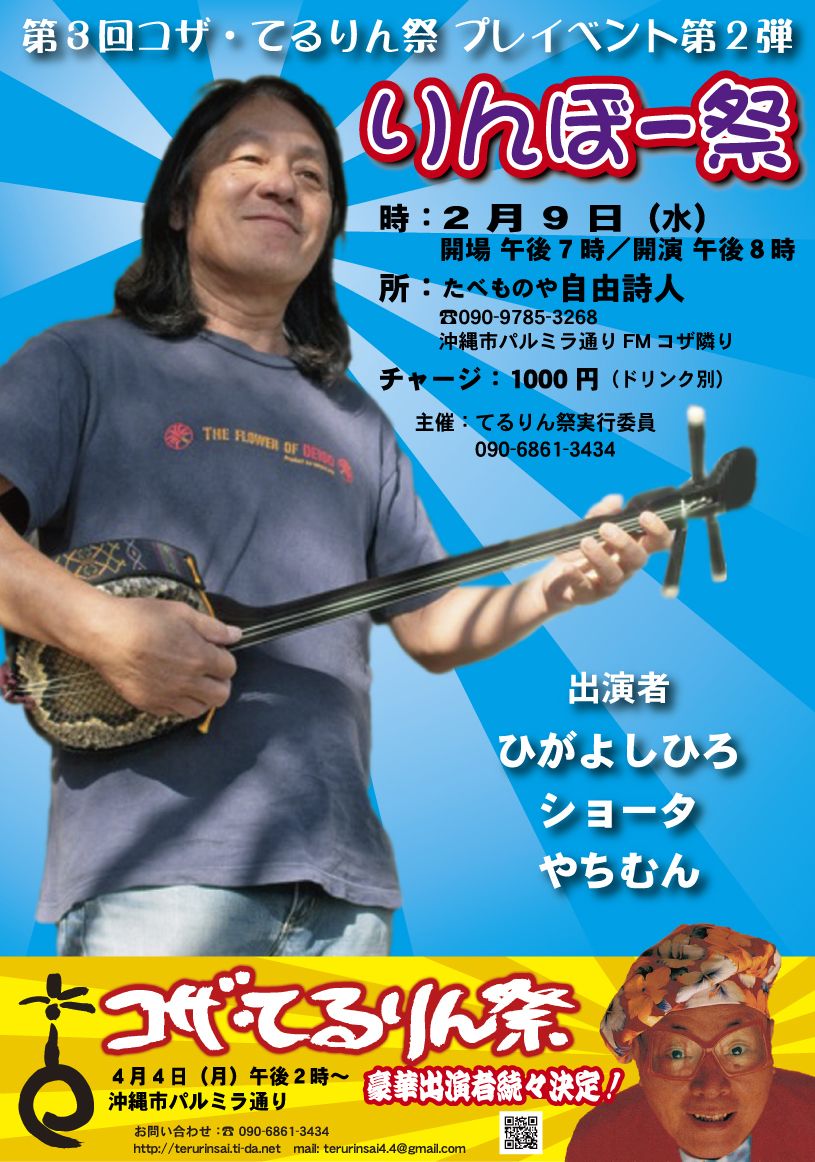 第3回コザ・てるりん祭 プレイベント第2弾
りんぼー祭
時：2月9日（水）
開場 午後7時／開演 午後8時
所：たべものや自由詩人
☎090-9785-3268
沖縄市パルミラ通りFMコザ隣り
チャージ：1000円（ドリンク別）
主催：てるりん祭実行委員
090-6861-3434
THE FLOWER OF DEIGO
出演者
ひがよしひろ
ショータ
やちむん
コザ・てるりん祭
4月4日（月）午後2時～
沖縄市パルミラ通り
豪華出演者続々決定！
お問い合わせ：☎ 090-6861-3434
http://terurinsai.ti-da.net mail: terurinsai4.4@gmail.com